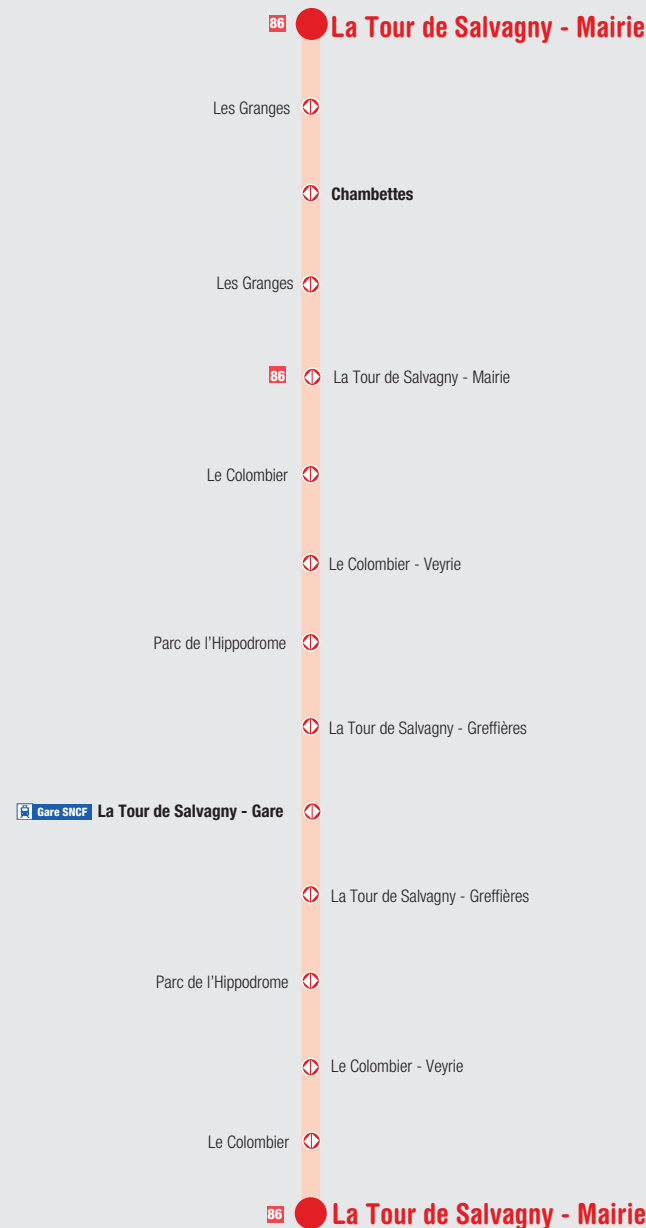 86 La Tour de Salvagny - Mairie
Les Granges
Chambettes
Les Granges
86 La Tour de Salvagny - Mairie
Le Colombier
Le Colombier - Veyrie
Parc de l'Hippodrome
La Tour de Salvagny - Greffières
Gare SNCF La Tour de Salvagny - Gare
La Tour de Salvagny - Greffières
Parc de l'Hippodrome
Le Colombier - Veyrie
Le Colombier
86 La Tour de Salvagny - Mairie